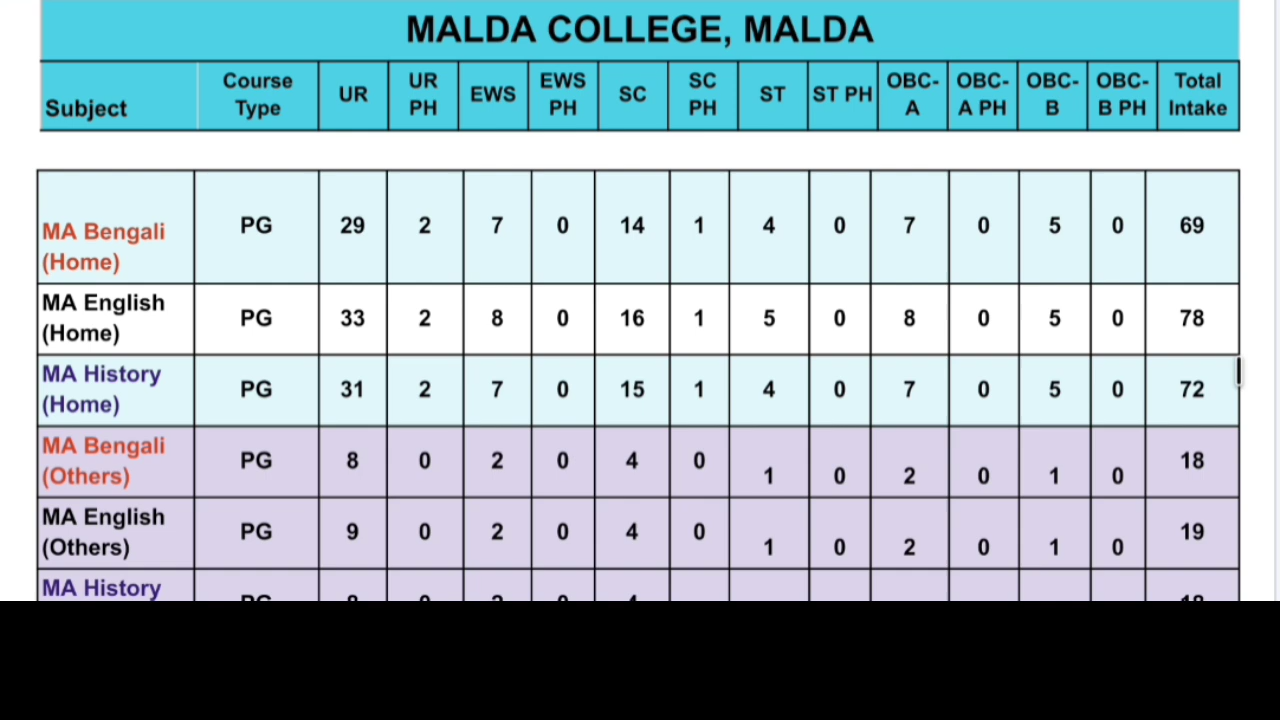 MALDA COLLEGE, MALDA
Subject Course Type UR UR PH EWS EWS PH SC SC PH ST ST PH OBC-A OBC-A PH OBC-B OBC-B PH Total Intake
MA Bengali (Home) PG 29 2 7 0 14 1 4 0 7 0 5 0 69
MA English (Home) PG 33 2 8 0 16 1 5 0 8 0 5 0 78
MA History (Home) PG 31 2 7 0 15 1 4 0 7 0 5 0 72
MA Bengali (Others) PG 8 0 2 0 4 0 1 0 2 0 1 0 18
MA English (Others) PG 9 0 2 0 4 0 1 0 2 0 1 0 19
MA History